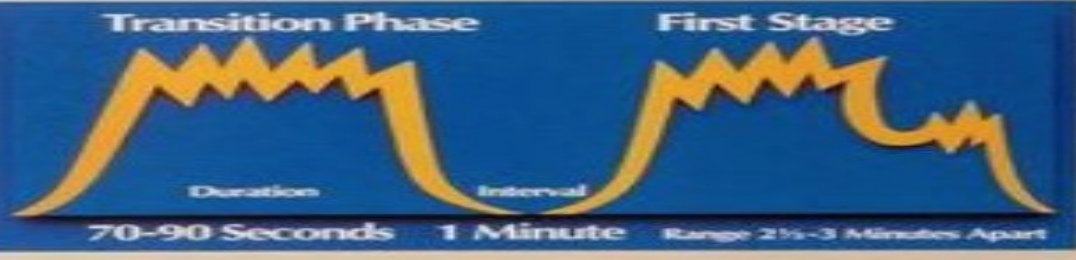 Transition Phase First Stage
Duration Interval
70-90 Seconds 1 Minute Range 2½-3 Minutes Apart